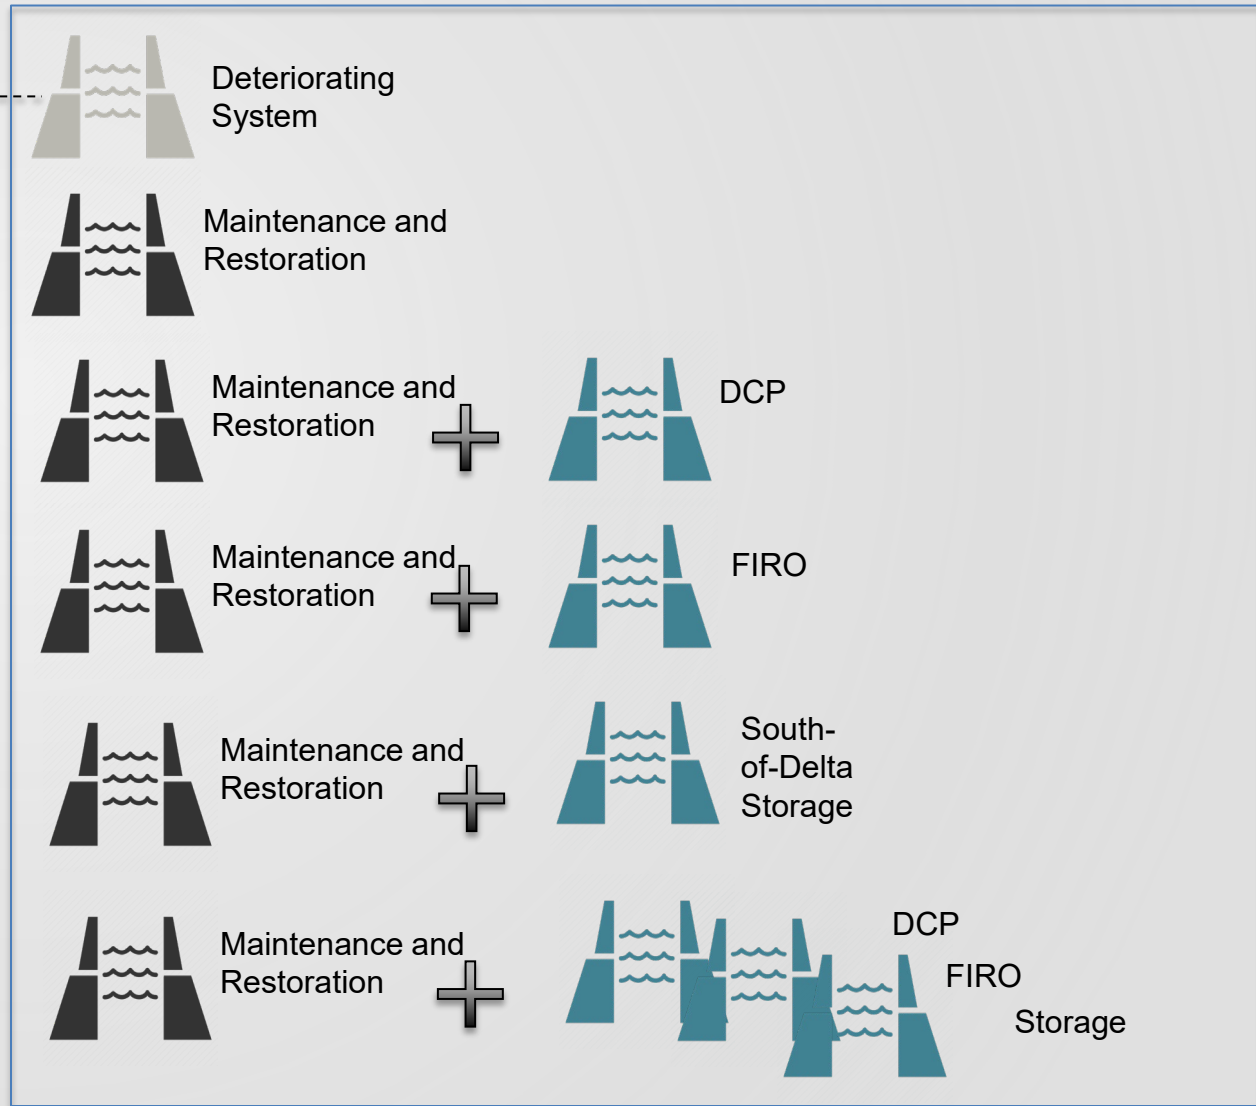 Deteriorating
System
Maintenance and
Restoration
Maintenance and
Restoration
DCP
Maintenance and
Restoration
FIRO
Maintenance and
Restoration
South-
of-Delta
Storage
Maintenance and
Restoration
DCP
FIRO
Storage